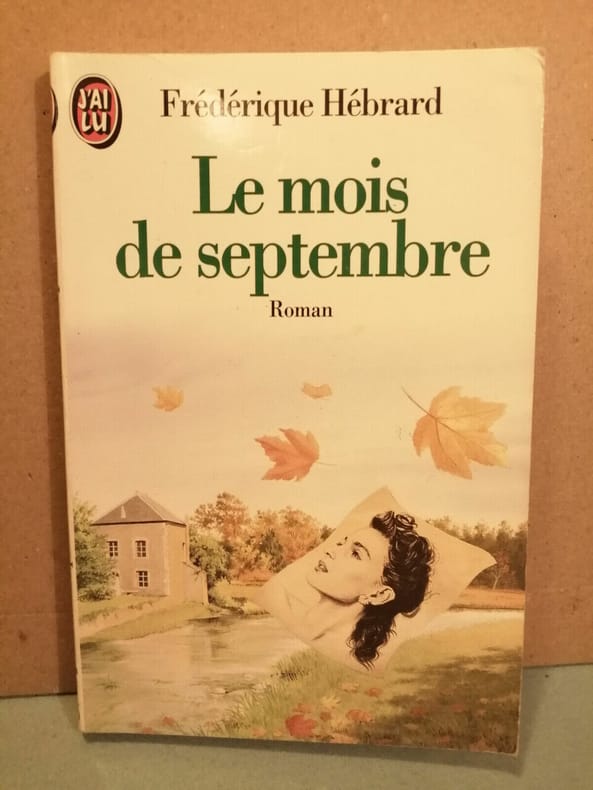 J'AI
LU
Frédérique Hébrard
Le mois
de septembre
Roman